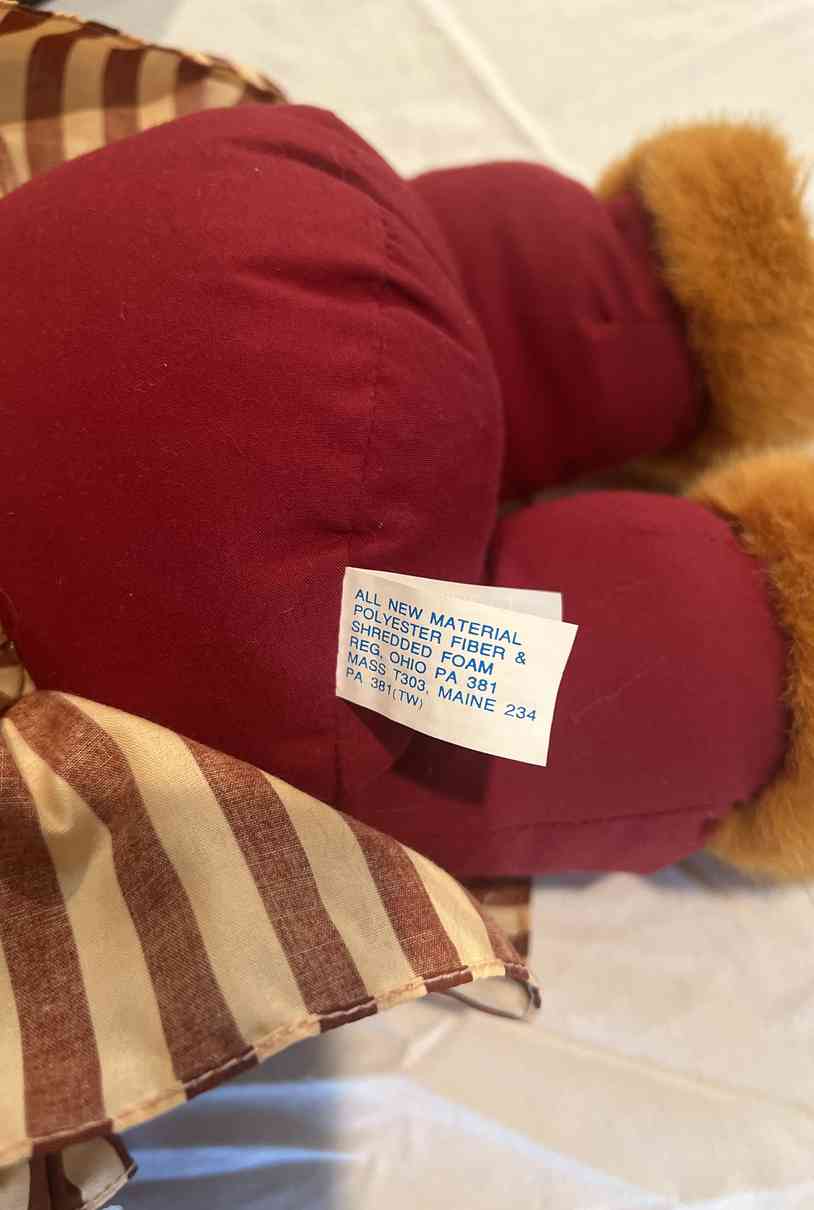 ALL NEW MATERIAL
POLYESTER FIBER &
SHREDDED FOAM
REG, OHIO PA 381
MASS T303, MAINE 234
PA 381(TW)